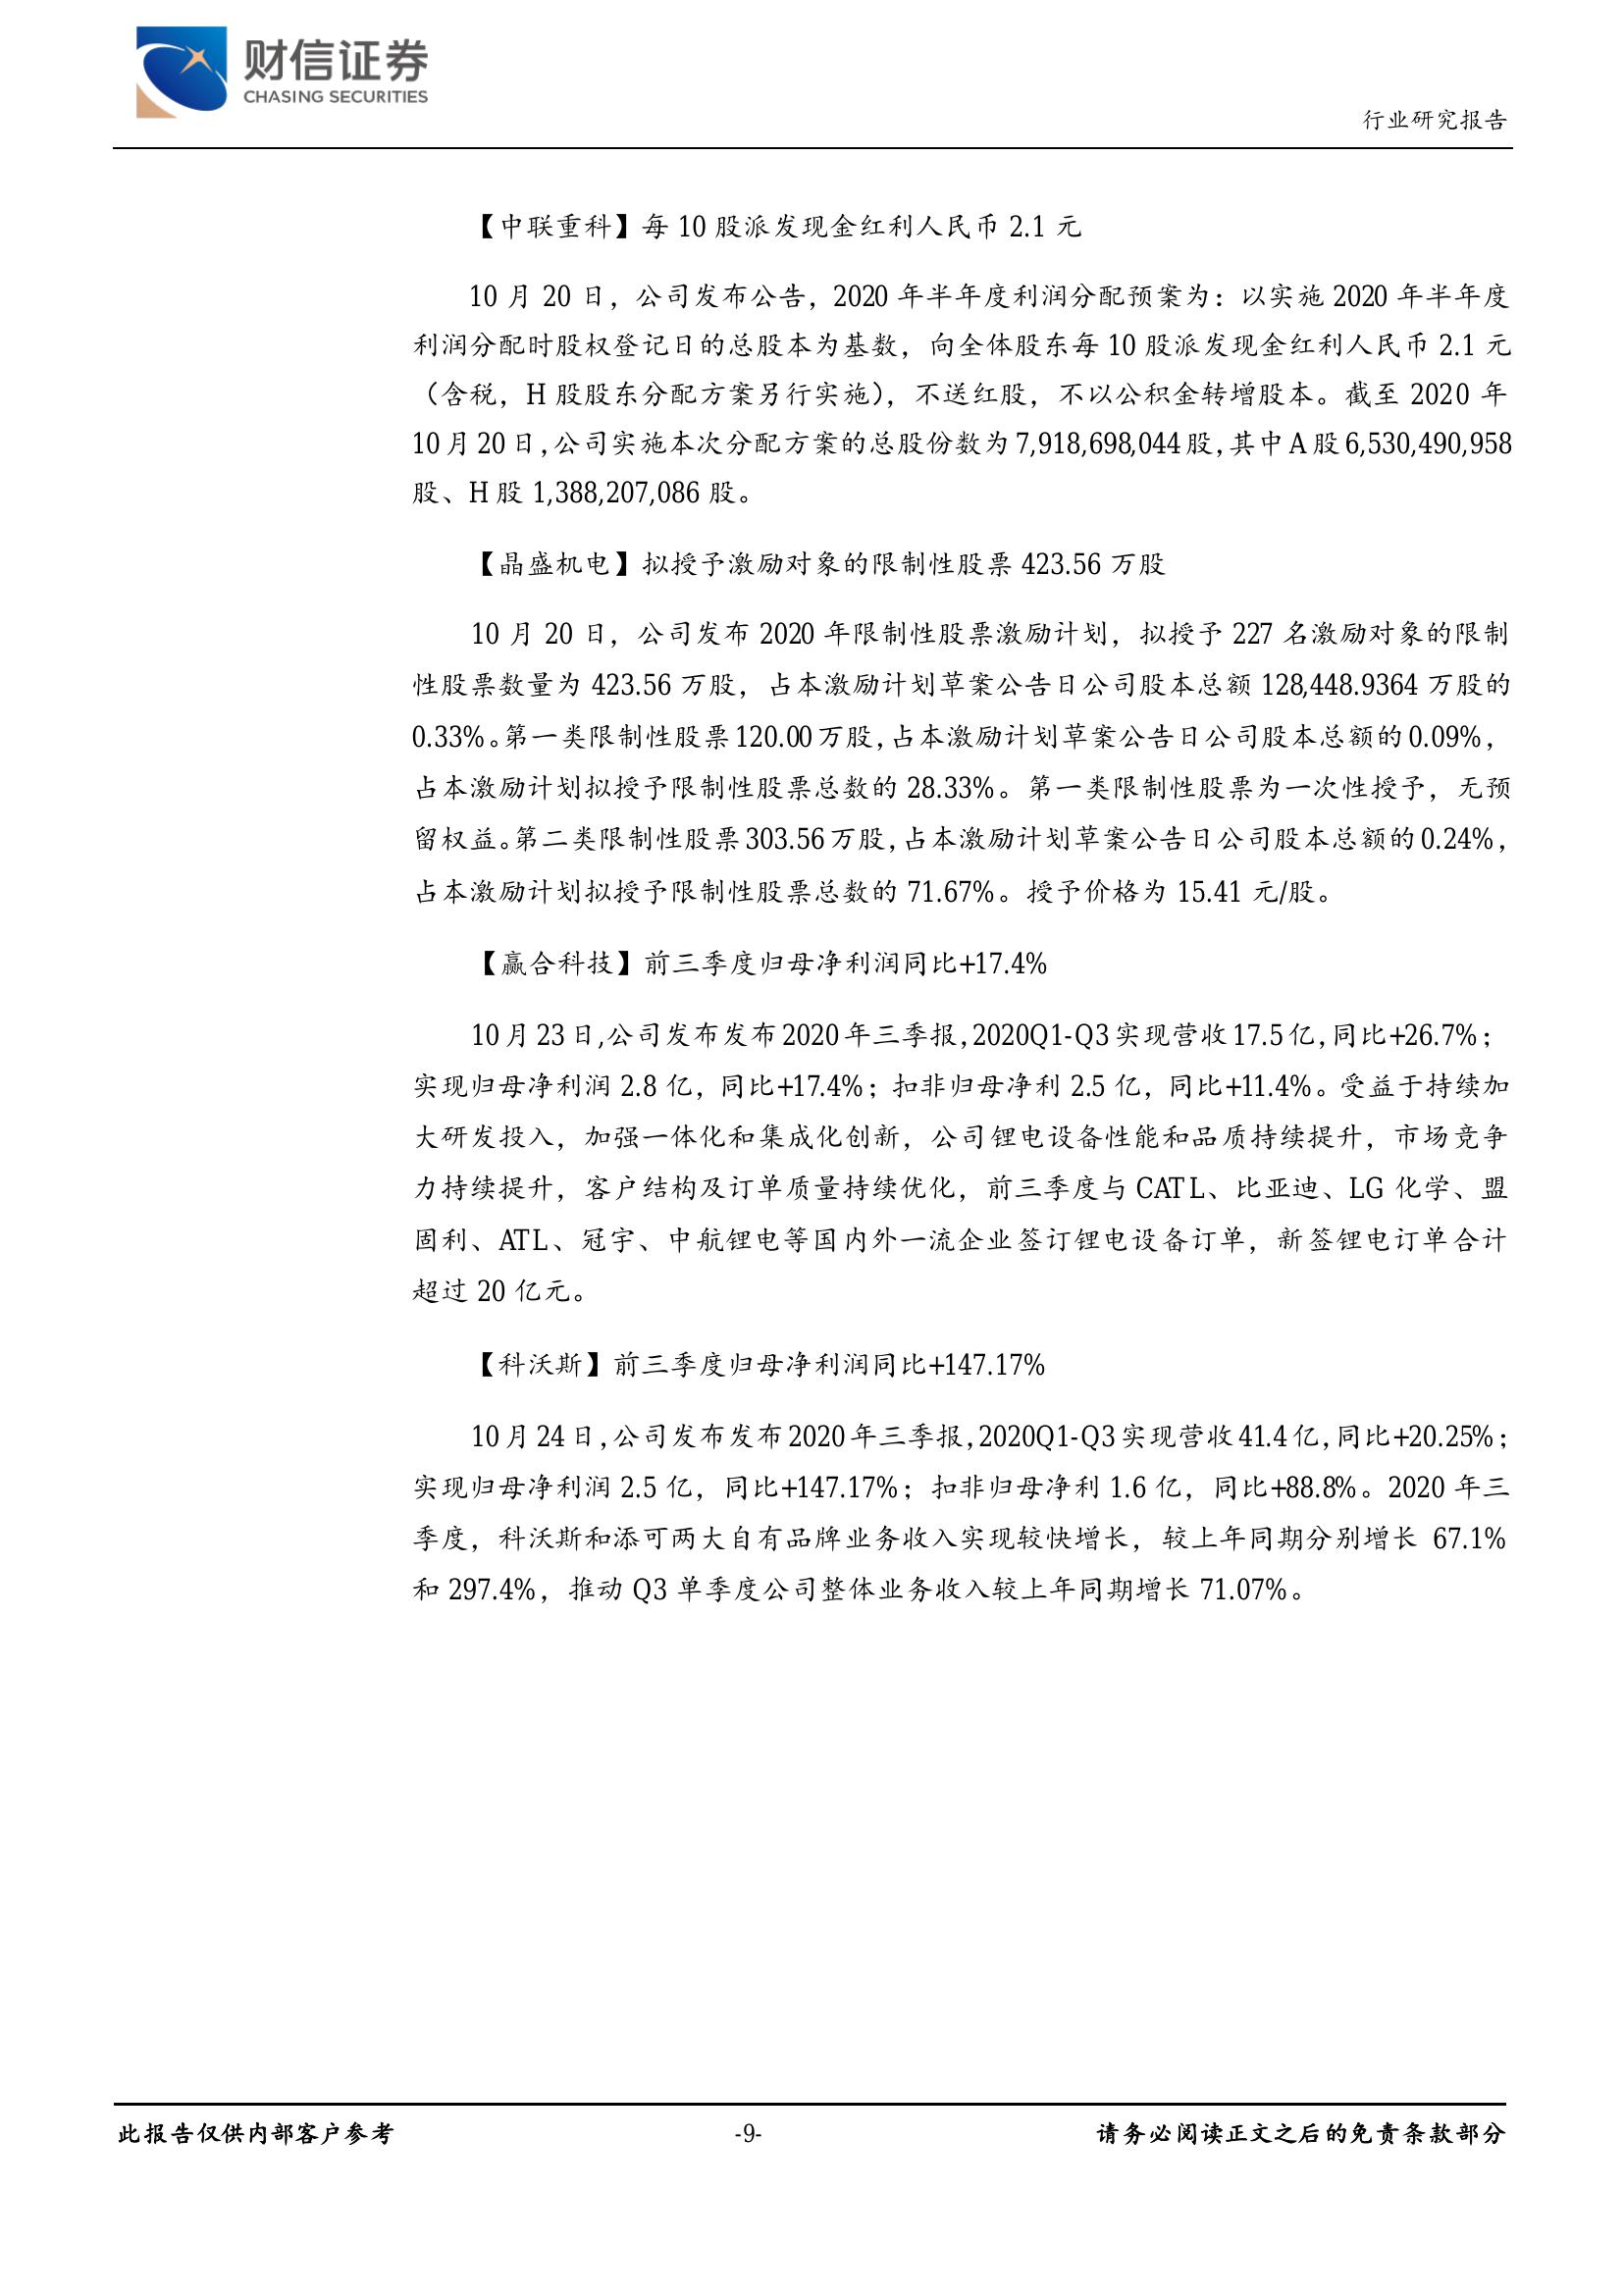 财信证券
CHASING SECURITIES
行业研究报告
【中联重科】每 10 股派发现金红利人民币 2.1 元
10 月 20 日，公司发布公告，2020 年半年度利润分配预案为：以实施 2020 年半年度
利润分配时股权登记日的总股本为基数，向全体股东每 10 股派发现金红利人民币 2.1 元
（含税，H 股股东分配方案另行实施），不送红股，不以公积金转增股本。截至 2020 年
10 月 20 日，公司实施本次分配方案的总股份数为 7,918,698,044 股，其中 A 股 6,530,490,958
股、H 股 1,388,207,086 股。
【晶盛机电】拟授予激励对象的限制性股票 423.56 万股
10 月 20 日，公司发布 2020 年限制性股票激励计划，拟授予 227 名激励对象的限制
性股票数量为 423.56 万股，占本激励计划草案公告日公司股本总额 128,448.9364 万股的
0.33%。第一类限制性股票 120.00 万股，占本激励计划草案公告日公司股本总额的 0.09%，
占本激励计划拟授予限制性股票总数的 28.33%。第一类限制性股票为一次性授予，无预
留权益。第二类限制性股票 303.56 万股，占本激励计划草案公告日公司股本总额的 0.24%，
占本激励计划拟授予限制性股票总数的 71.67%。授予价格为 15.41 元/股。
【赢合科技】前三季度归母净利润同比+17.4%
10 月 23 日,公司发布发布 2020 年三季报，2020Q1-Q3 实现营收 17.5 亿，同比+26.7%；
实现归母净利润 2.8 亿，同比+17.4%；扣非归母净利 2.5 亿，同比+11.4%。受益于持续加
大研发投入，加强一体化和集成化创新，公司锂电设备性能和品质持续提升，市场竞争
力持续提升，客户结构及订单质量持续优化，前三季度与 CATL、比亚迪、LG 化学、盟
固利、ATL、冠宇、中航锂电等国内外一流企业签订锂电设备订单，新签锂电订单合计
超过 20 亿元。
【科沃斯】前三季度归母净利润同比+147.17%
10 月 24 日，公司发布发布 2020 年三季报，2020Q1-Q3 实现营收 41.4 亿，同比+20.25%；
实现归母净利润 2.5 亿，同比+147.17%；扣非归母净利 1.6 亿，同比+88.8%。2020 年三
季度，科沃斯和添可两大自有品牌业务收入实现较快增长，较上年同期分别增长 67.1%
和 297.4%，推动 Q3 单季度公司整体业务收入较上年同期增长 71.07%。
此报告仅供内部客户参考
-9-
请务必阅读正文之后的免责条款部分